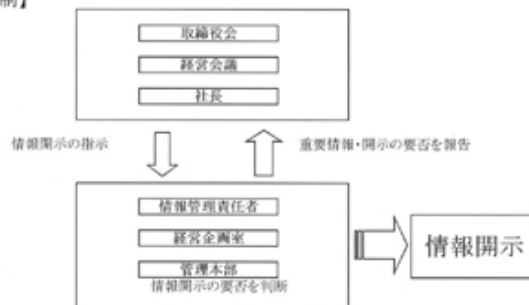 制】
取締役会
経営会議
社長
情報開示の指示
重要情報・開示の要否を報告
情報管理責任者
経営企画室
管理本部
情報開示の要否を判断
情報開示